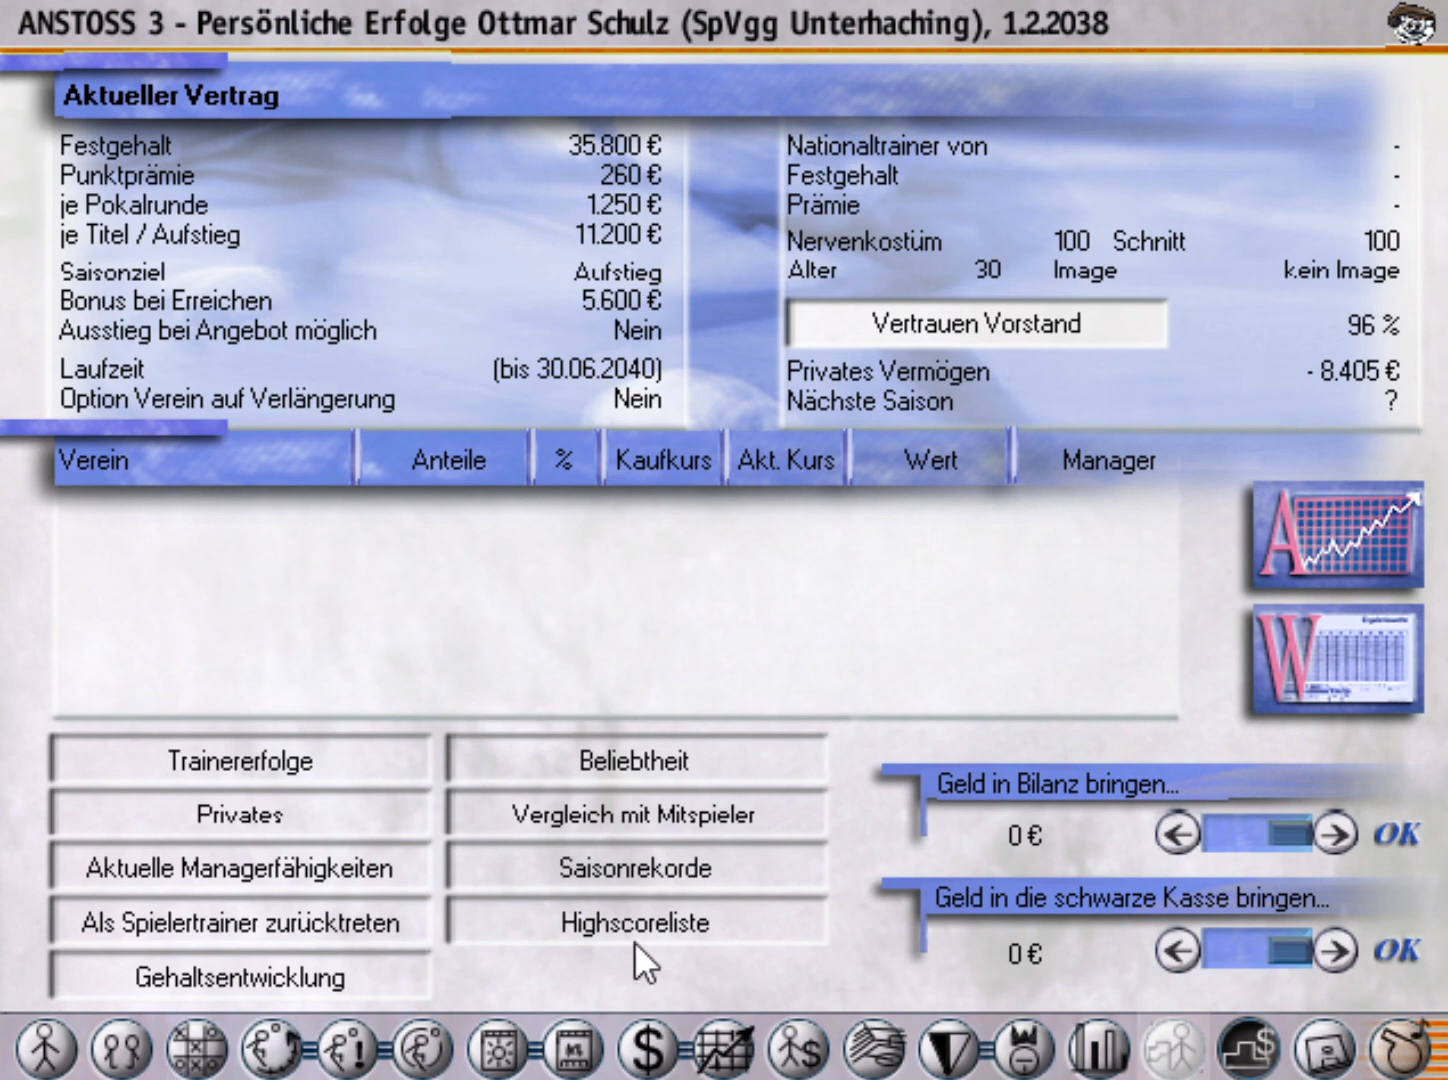 ANSTOSS 3 - Persönliche Erfolge Ottmar Schulz (SpVgg Unterhaching), 1.2.2038
Aktueller Vertrag
Festgehalt 35.800 €
Punktprämie 260 €
je Pokalrunde 1.250 €
je Titel / Aufstieg 11.200 €
Saisonziel Aufstieg
Bonus bei Erreichen 5.600 €
Ausstieg bei Angebot möglich Nein
Laufzeit (bis 30.06.2040)
Option Verein auf Verlängerung Nein
Nationaltrainer von -
Festgehalt -
Prämie -
Nervenkostüm 100 Schnitt 100
Alter 30 Image kein Image
Vertrauen Vorstand 96 %
Privates Vermögen - 8.405 €
Nächste Saison ?
Verein Anteile % Kaufkurs Akt. Kurs Wert Manager
A
W
Trainererfolge
Beliebtheit
Privates
Vergleich mit Mitspieler
Aktuelle Managerfähigkeiten
Saisonrekorde
Als Spielertrainer zurücktreten
Highscoreliste
Gehaltsentwicklung
Geld in Bilanz bringen...
0 € OK
Geld in die schwarze Kasse bringen...
0 € OK